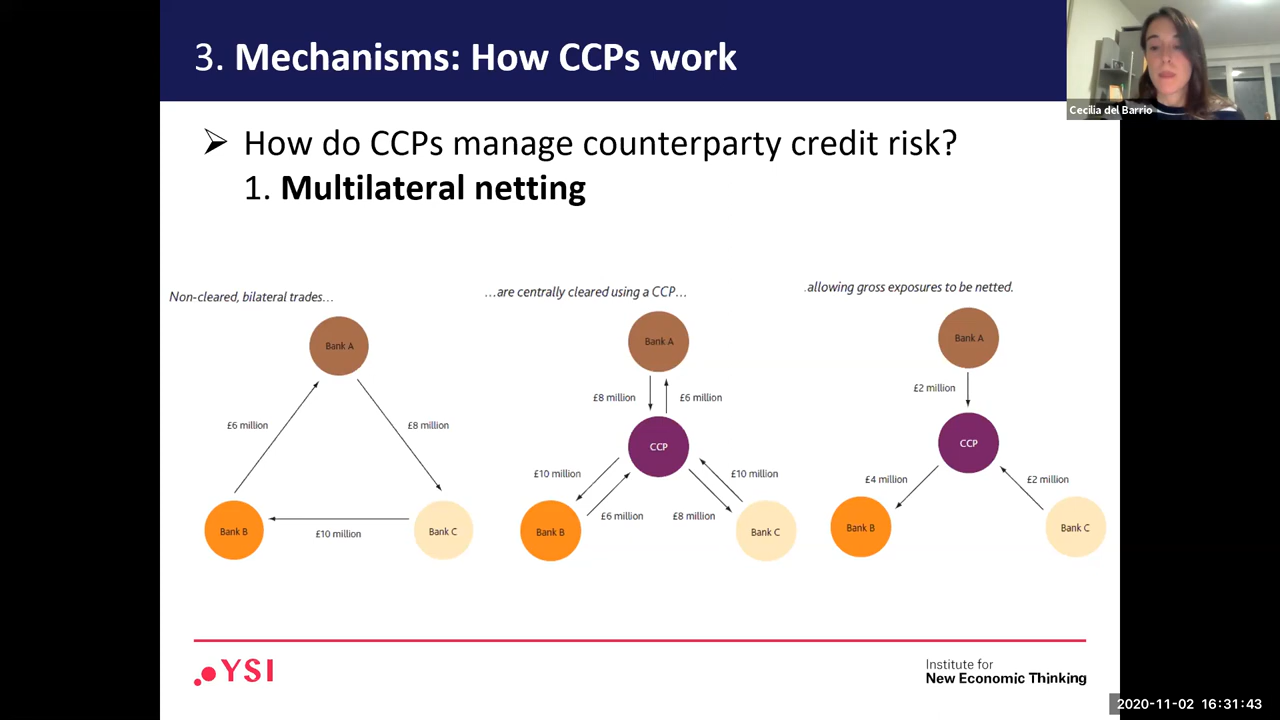 3. Mechanisms: How CCPs work
Cecilia del Barrio
➢ How do CCPs manage counterparty credit risk?
1. Multilateral netting
Non-cleared, bilateral trades…
Bank A
£6 million
£8 million
Bank B
£10 million
Bank C
…are centrally cleared using a CCP…
Bank A
£8 million
£6 million
CCP
£10 million
£10 million
£6 million
£8 million
Bank B
Bank C
.allowing gross exposures to be netted.
Bank A
£2 million
CCP
£4 million
£2 million
Bank B
Bank C
YSI
Institute for
New Economic Thinking
2020-11-02 16:31:43